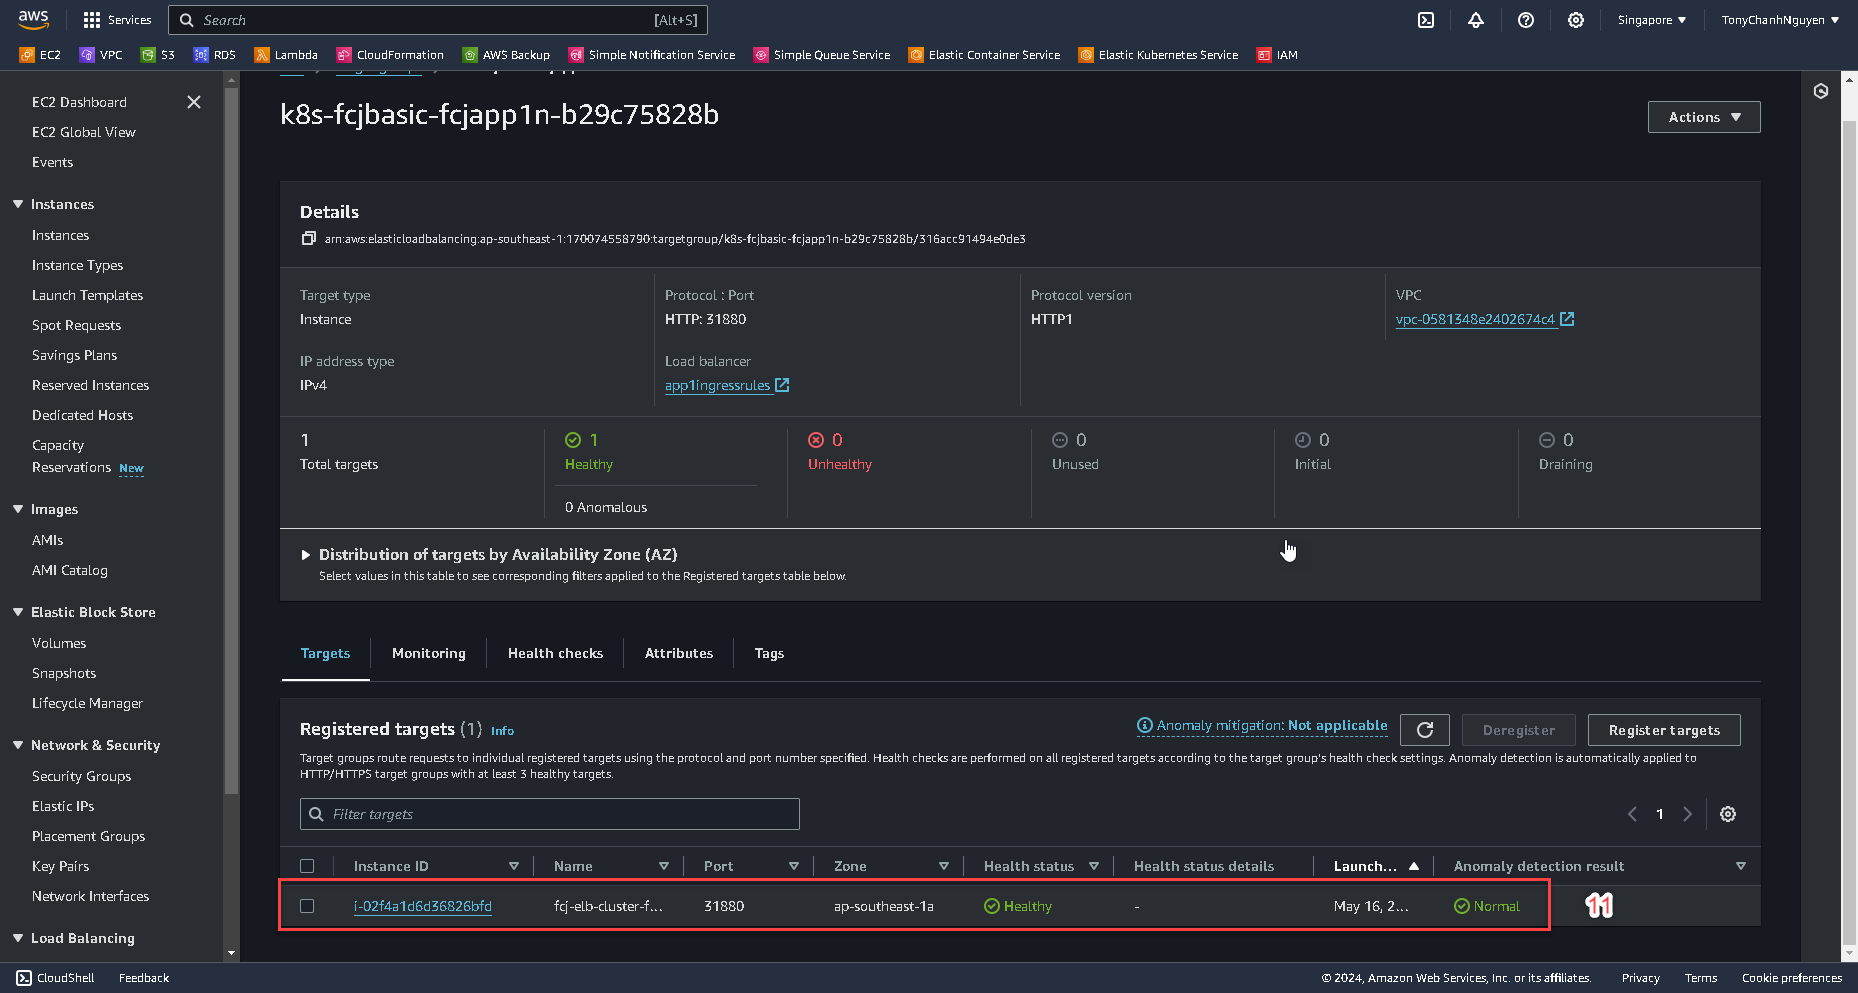 aws
Services
Search
[Alt+S]
Singapore
TonyChanhNguyen
EC2
VPC
S3
RDS
Lambda
CloudFormation
AWS Backup
Simple Notification Service
Simple Queue Service
Elastic Container Service
Elastic Kubernetes Service
IAM
EC2 Dashboard
EC2 Global View
Events
Instances
Instances
Instance Types
Launch Templates
Spot Requests
Savings Plans
Reserved Instances
Dedicated Hosts
Capacity
Reservations New
Images
AMIs
AMI Catalog
Elastic Block Store
Volumes
Snapshots
Lifecycle Manager
Network & Security
Security Groups
Elastic IPs
Placement Groups
Key Pairs
Network Interfaces
Load Balancing
k8s-fcjbasic-fcjapp1n-b29c75828b
Actions
Details
arn:aws:elasticloadbalancing:ap-southeast-1:170074558790:targetgroup/k8s-fcjbasic-fcjapp1n-b29c75828b/316acc91494e0de3
Target type
Instance
Protocol : Port
HTTP: 31880
Protocol version
HTTP1
VPC
vpc-0581348e2402674c4
IP address type
IPv4
Load balancer
app1ingressrules
1
Total targets
1
Healthy
0 Anomalous
0
Unhealthy
0
Unused
0
Initial
0
Draining
Distribution of targets by Availability Zone (AZ)
Select values in this table to see corresponding filters applied to the Registered targets table below.
Targets
Monitoring
Health checks
Attributes
Tags
Registered targets (1) Info
Anomaly mitigation: Not applicable
Deregister
Register targets
Target groups route requests to individual registered targets using the protocol and port number specified. Health checks are performed on all registered targets according to the target group's health check settings. Anomaly detection is automatically applied to
HTTP/HTTPS target groups with at least 3 healthy targets.
Filter targets
1
Instance ID
Name
Port
Zone
Health status
Health status details
Launch...
Anomaly detection result
i-02f4a1d6d36826bfd
fcj-elb-cluster-f...
31880
ap-southeast-1a
Healthy
-
May 16, 2...
Normal
11
CloudShell
Feedback
© 2024, Amazon Web Services, Inc. or its affiliates.
Privacy
Terms
Cookie preferences